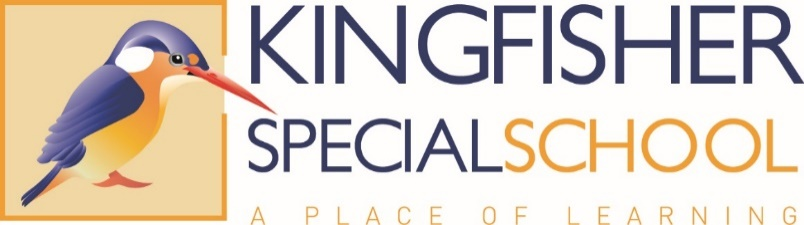 KINGFISHER
SPECIALSCHOOL
A PLACE OF LEARNING